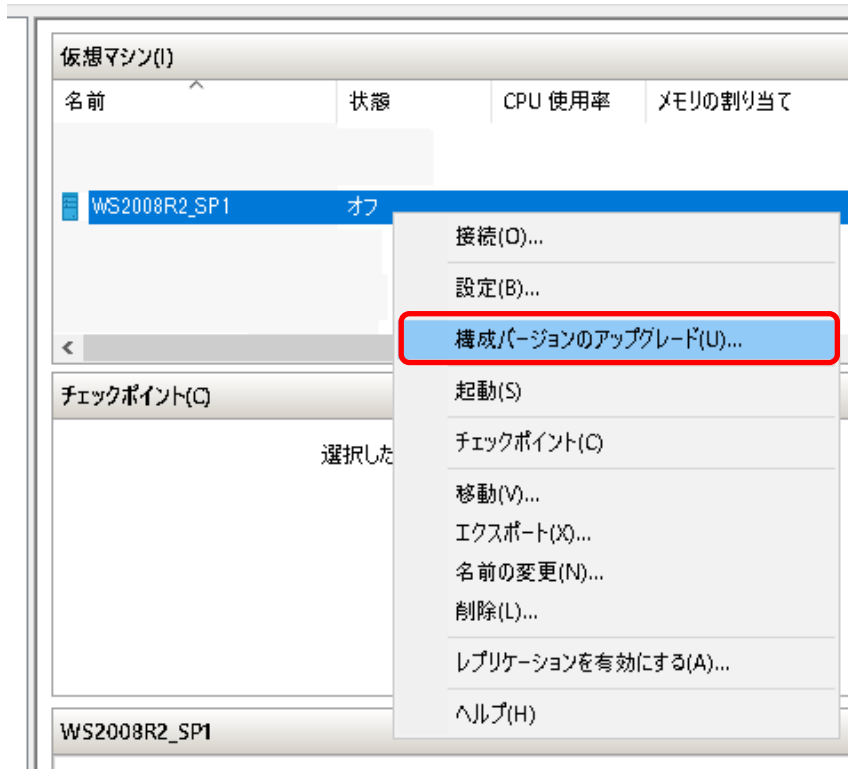 仮想マシン(I)
名前 状態 CPU 使用率 メモリの割り当て
WS2008R2_SP1 オフ
接続(O)...
設定(B)...
構成バージョンのアップグレード(U)...
起動(S)
チェックポイント(C)
選択した
チェックポイント(C)
移動(V)...
エクスポート(X)...
名前の変更(N)...
削除(L)...
レプリケーションを有効にする(A)...
ヘルプ(H)
WS2008R2_SP1